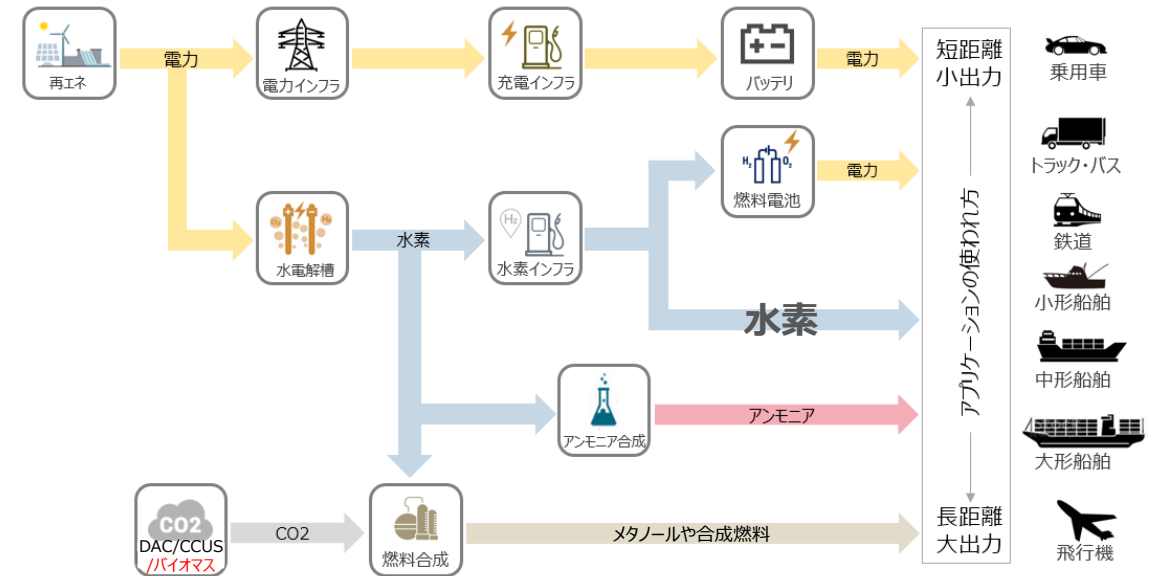 再エネ
電力
電力インフラ
充電インフラ
バッテリ
電力
短距離
小出力
乗用車
H₂
O₂
燃料電池
電力
トラック・バス
O₂
H₂
水電解槽
水素
H₂
水素インフラ
水素
アプリケーションの使われ方
鉄道
小形船舶
中形船舶
アンモニア合成
アンモニア
大形船舶
CO2
DAC/CCUS
/バイオマス
CO2
燃料合成
メタノールや合成燃料
長距離
大出力
飛行機